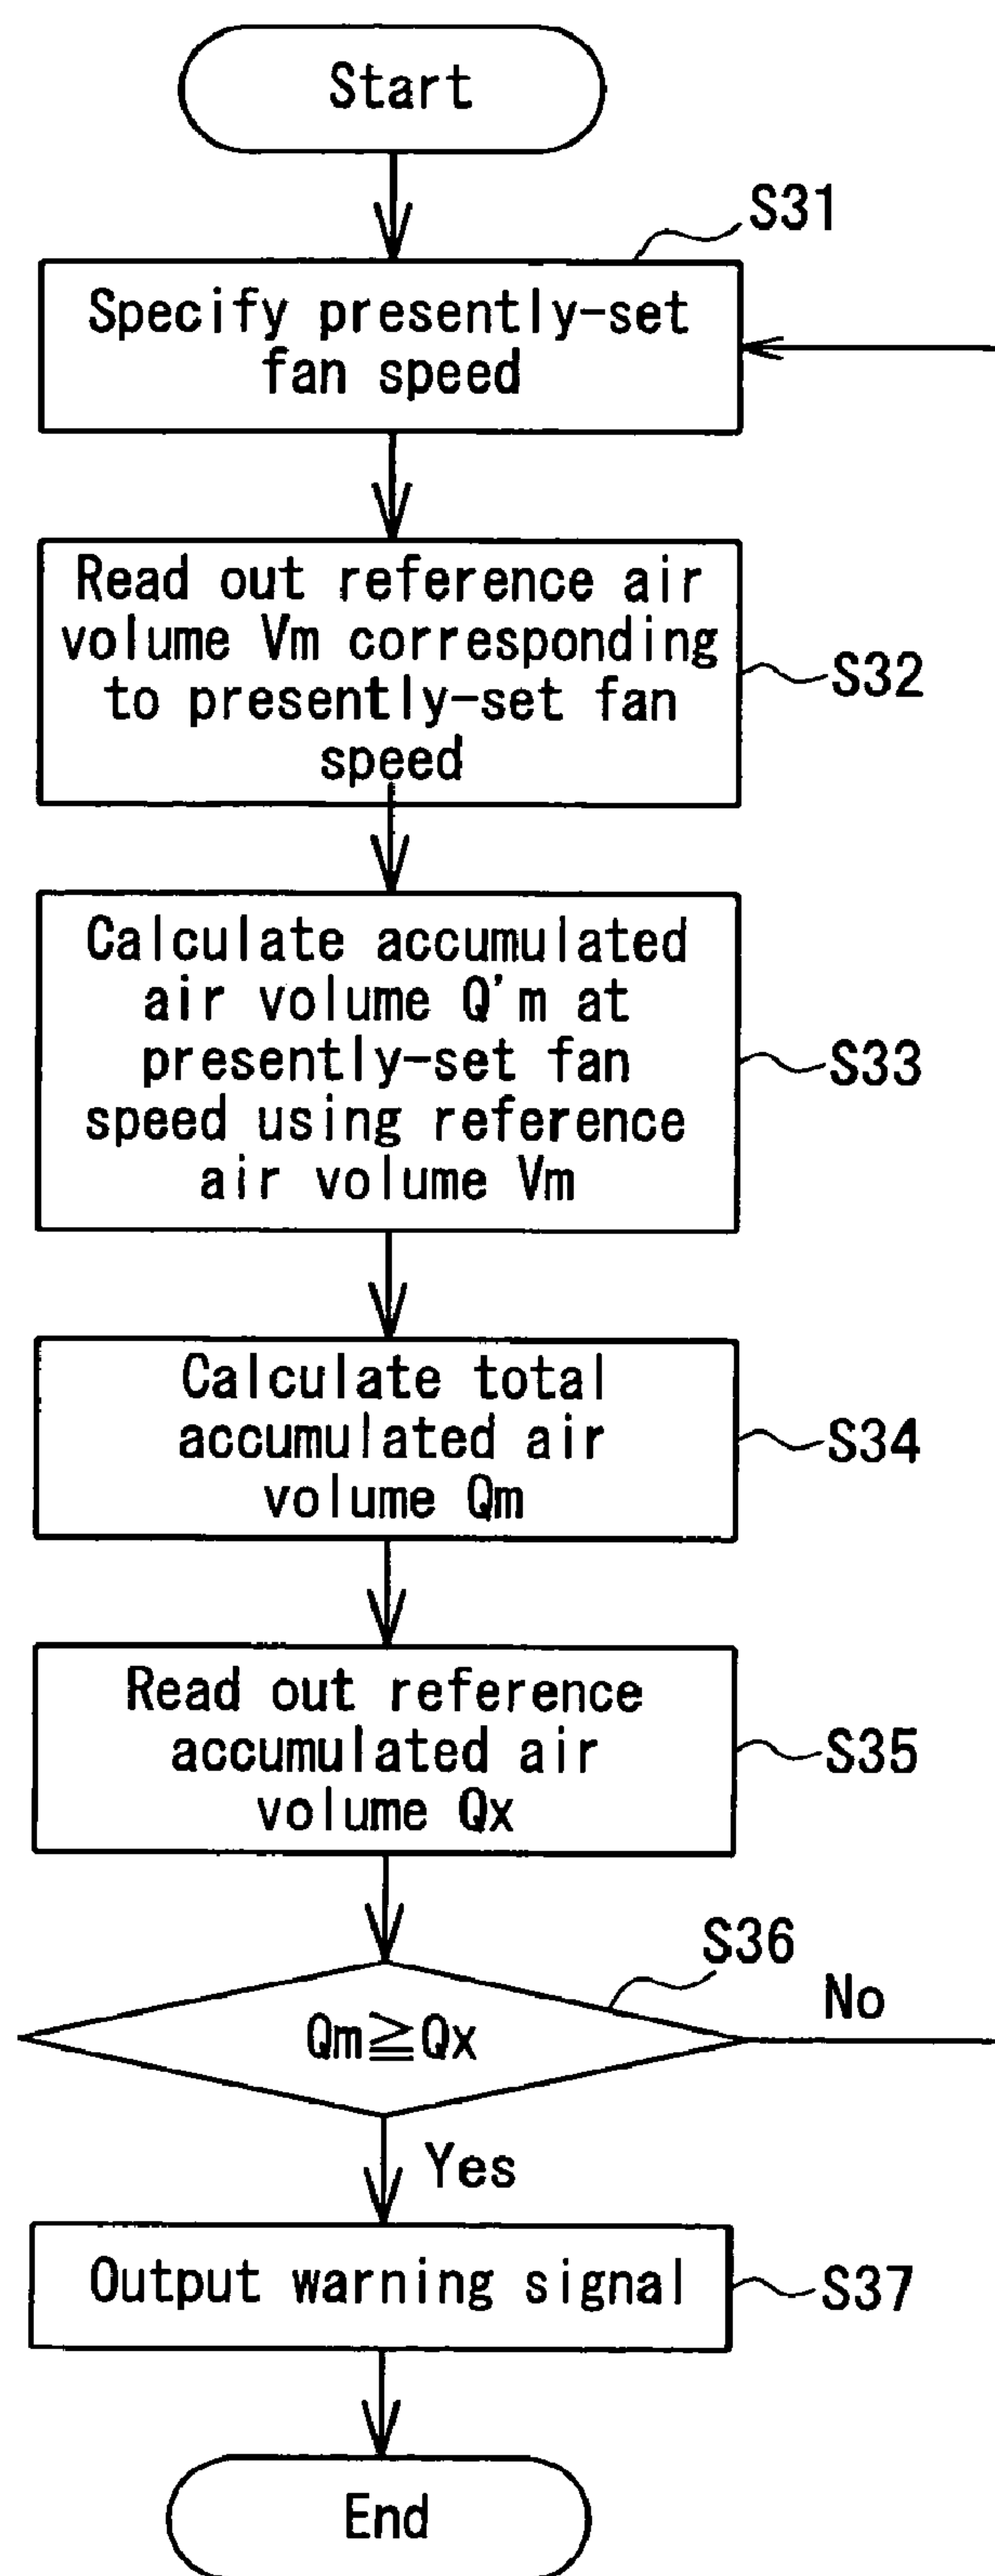 Start
S31
Specify presently-set
fan speed
Read out reference air
volume Vm corresponding
to presently-set fan
speed
S32
Calculate accumulated
air volume Q'm at
presently-set fan
speed using reference
air volume Vm
S33
Calculate total
accumulated air
volume Qm
S34
Read out reference
accumulated air
volume Qx
S35
S36
No
Qm≧Qx
Yes
Output warning signal
S37
End